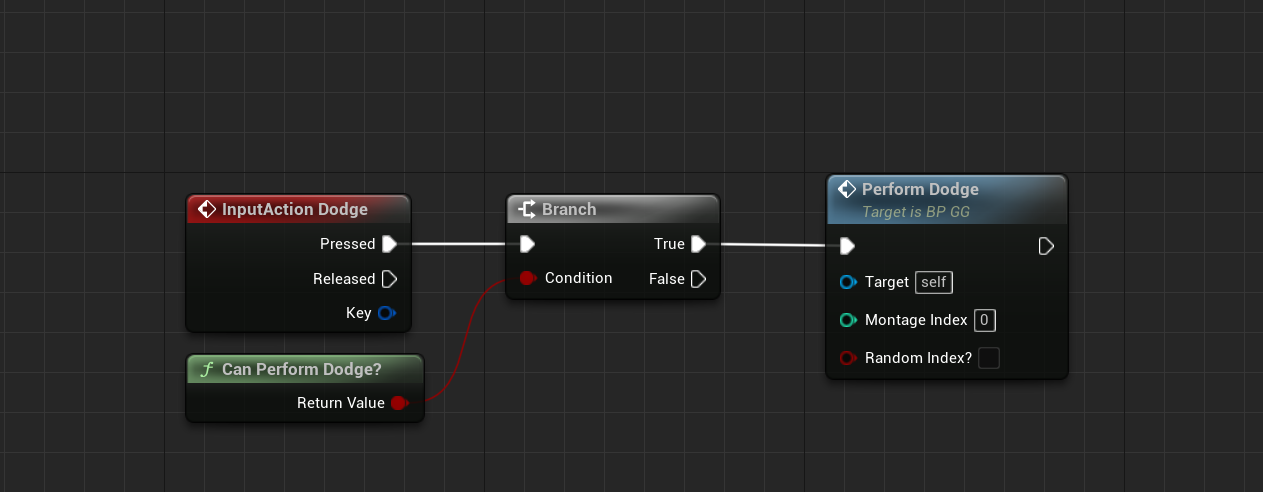 InputAction Dodge
Pressed
Released
Key
f Can Perform Dodge?
Return Value
Branch
True
Condition
False
Perform Dodge
Target is BP GG
Target self
Montage Index 0
Random Index?